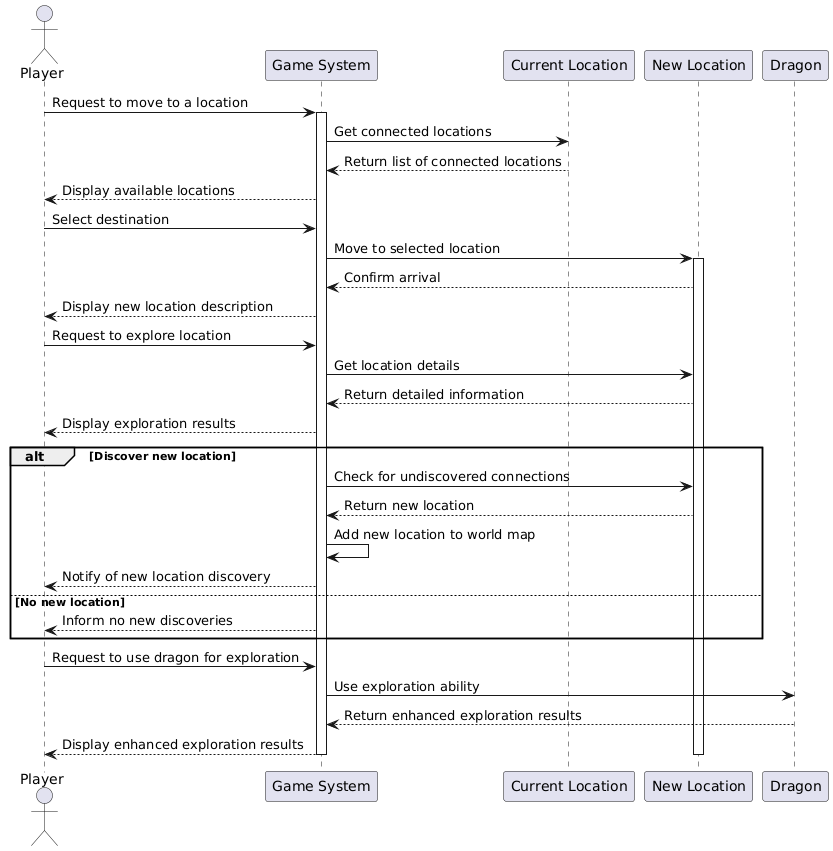 Player
Game System
Current Location
New Location
Dragon
Request to move to a location
Get connected locations
Return list of connected locations
Display available locations
Select destination
Move to selected location
Confirm arrival
Display new location description
Request to explore location
Get location details
Return detailed information
Display exploration results
alt
[Discover new location]
Check for undiscovered connections
Return new location
Add new location to world map
Notify of new location discovery
[No new location]
Inform no new discoveries
Request to use dragon for exploration
Use exploration ability
Return enhanced exploration results
Display enhanced exploration results
Player
Game System
Current Location
New Location
Dragon